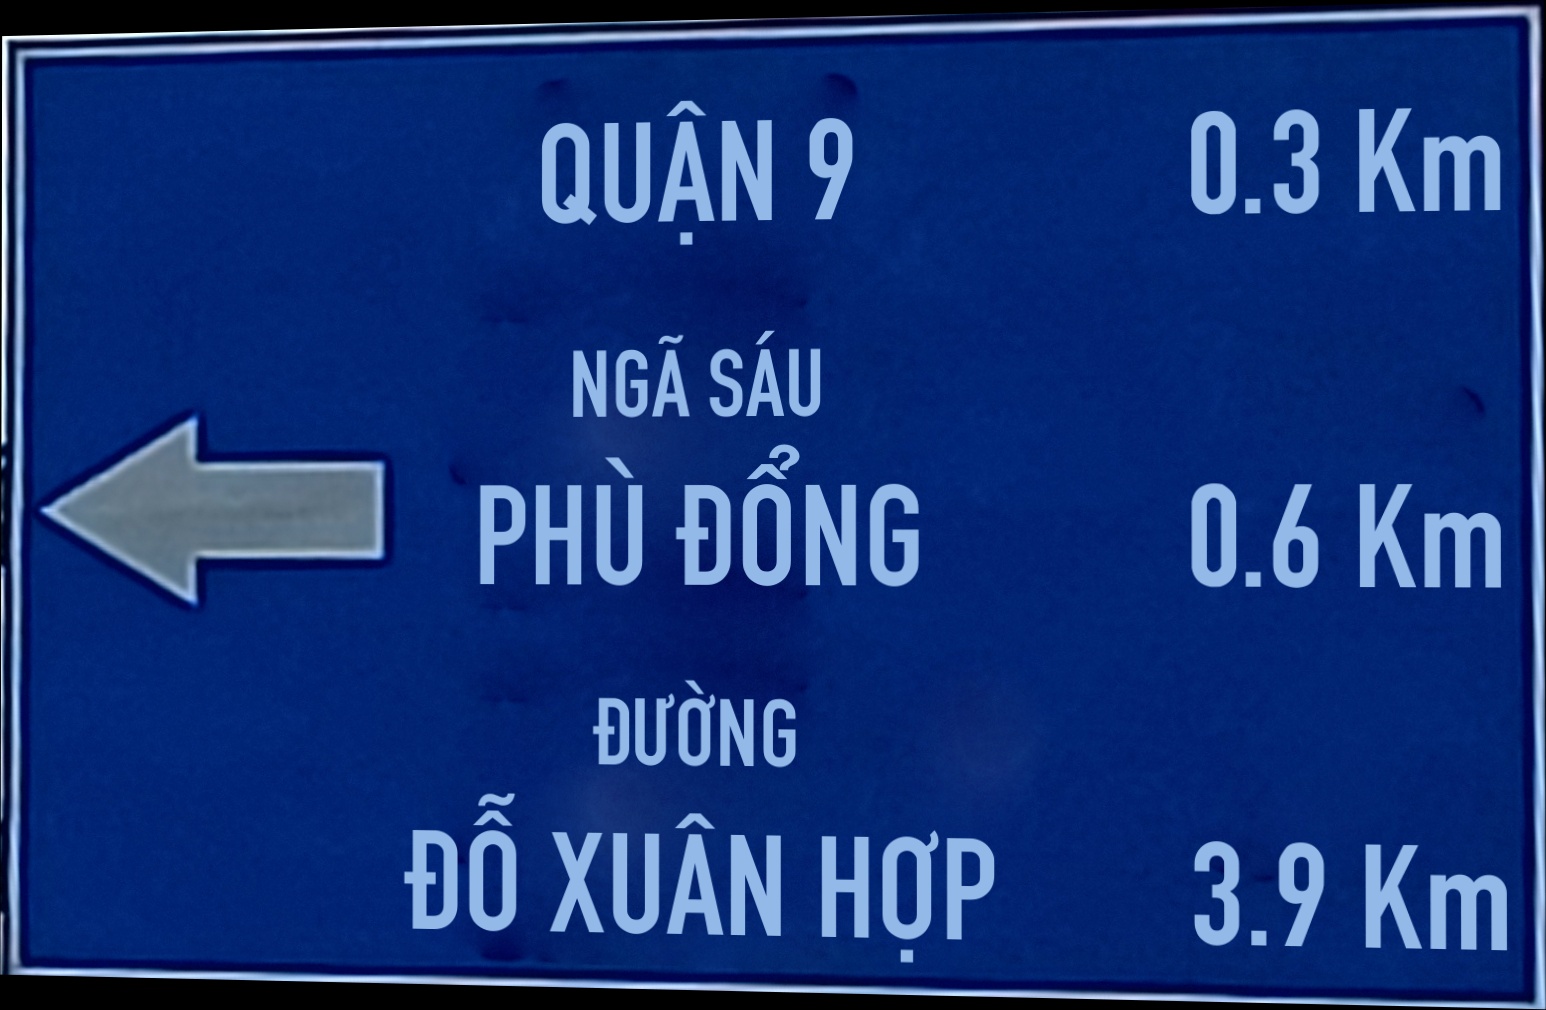 QUẬN 9 0.3 Km
NGÃ SÁU
PHÙ ĐỔNG 0.6 Km
ĐƯỜNG
ĐỖ XUÂN HỢP 3.9 Km